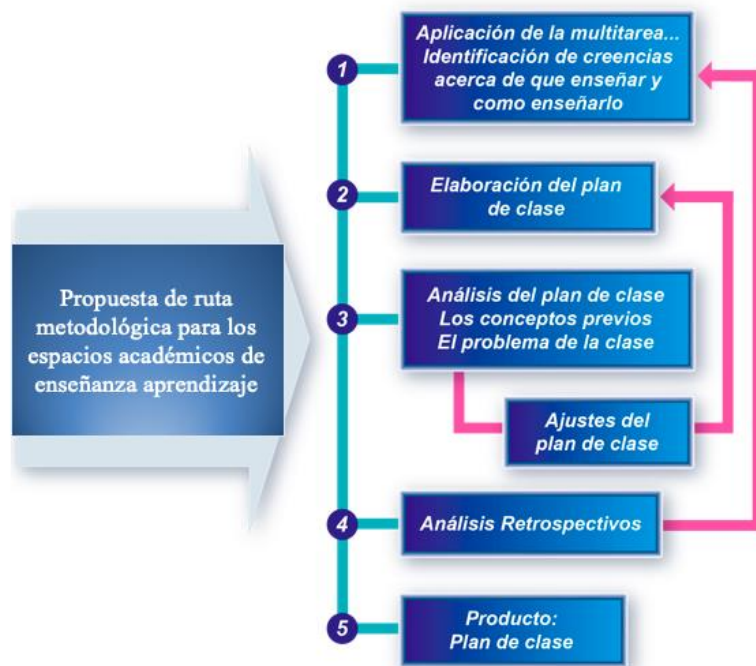 Propuesta de ruta
metodológica para los
espacios académicos de
enseñanza aprendizaje
1
Aplicación de la multitarea...
Identificación de creencias
acerca de que enseñar y
como enseñarlo
2
Elaboración del plan
de clase
3
Análisis del plan de clase
Los conceptos previos
El problema de la clase
Ajustes del
plan de clase
4
Análisis Retrospectivos
5
Producto:
Plan de clase